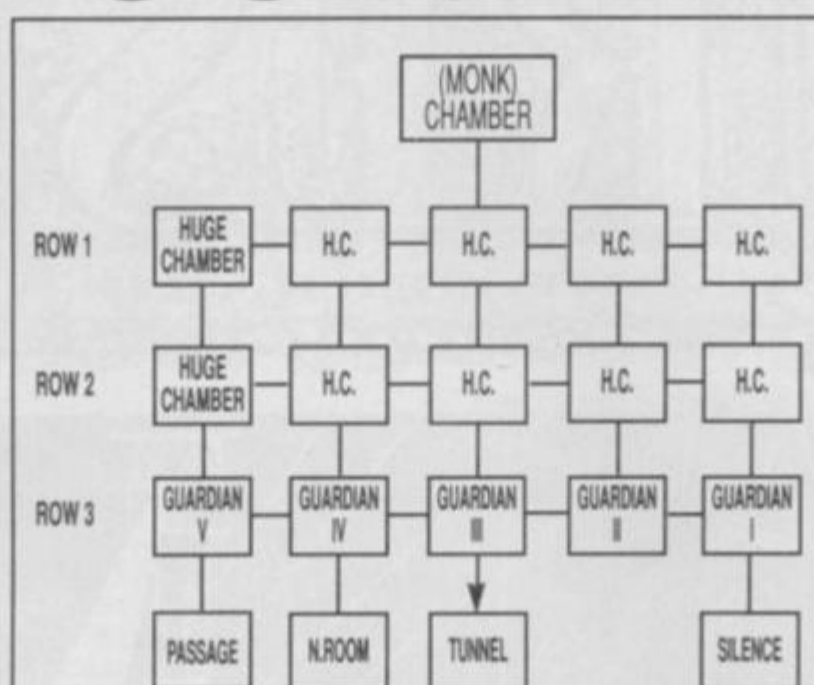 (MONK)
CHAMBER
ROW 1
HUGE
CHAMBER
H.C.
H.C.
H.C.
H.C.
ROW 2
HUGE
CHAMBER
H.C.
H.C.
H.C.
H.C.
ROW 3
GUARDIAN
V
GUARDIAN
IV
GUARDIAN
III
GUARDIAN
II
GUARDIAN
I
PASSAGE
N.ROOM
TUNNEL
SILENCE